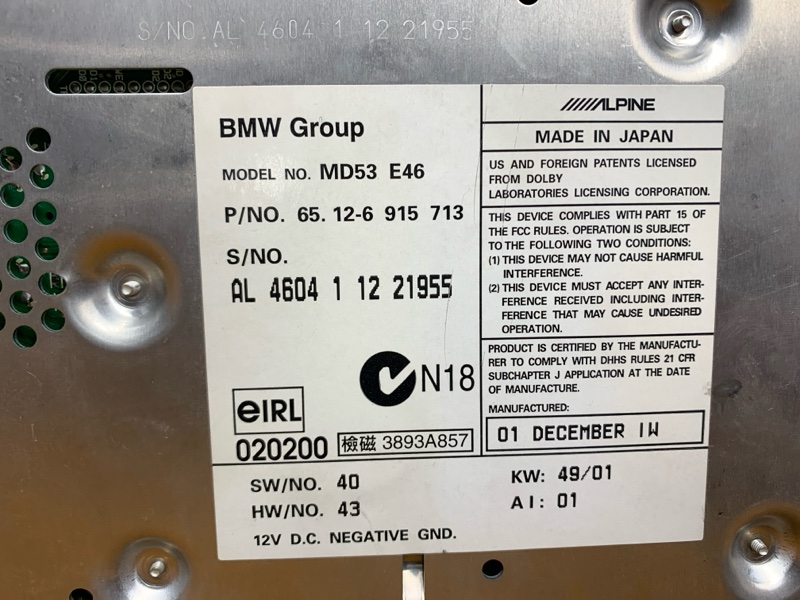 S/NO.AL 4604 1 12 21955
BMW Group
MODEL NO. MD53 E46
P/NO. 65.12-6 915 713
S/NO.
AL 4604 1 12 21955
N18
eIRL
020200
檢磁 3893A857
ALPINE
MADE IN JAPAN
US AND FOREIGN PATENTS LICENSED
FROM DOLBY
LABORATORIES LICENSING CORPORATION.
THIS DEVICE COMPLIES WITH PART 15 OF
THE FCC RULES. OPERATION IS SUBJECT
TO THE FOLLOWING TWO CONDITIONS:
(1) THIS DEVICE MAY NOT CAUSE HARMFUL
INTERFERENCE.
(2) THIS DEVICE MUST ACCEPT ANY INTER-
FERENCE RECEIVED INCLUDING INTER-
FERENCE THAT MAY CAUSE UNDESIRED
OPERATION.
PRODUCT IS CERTIFIED BY THE MANUFACTU-
RER TO COMPLY WITH DHHS RULES 21 CFR
SUBCHAPTER J APPLICATION AT THE DATE
OF MANUFACTURE.
MANUFACTURED:
01 DECEMBER 1W
SW/NO. 40
HW/NO. 43
12V D.C. NEGATIVE GND.
KW: 49/01
AI: 01